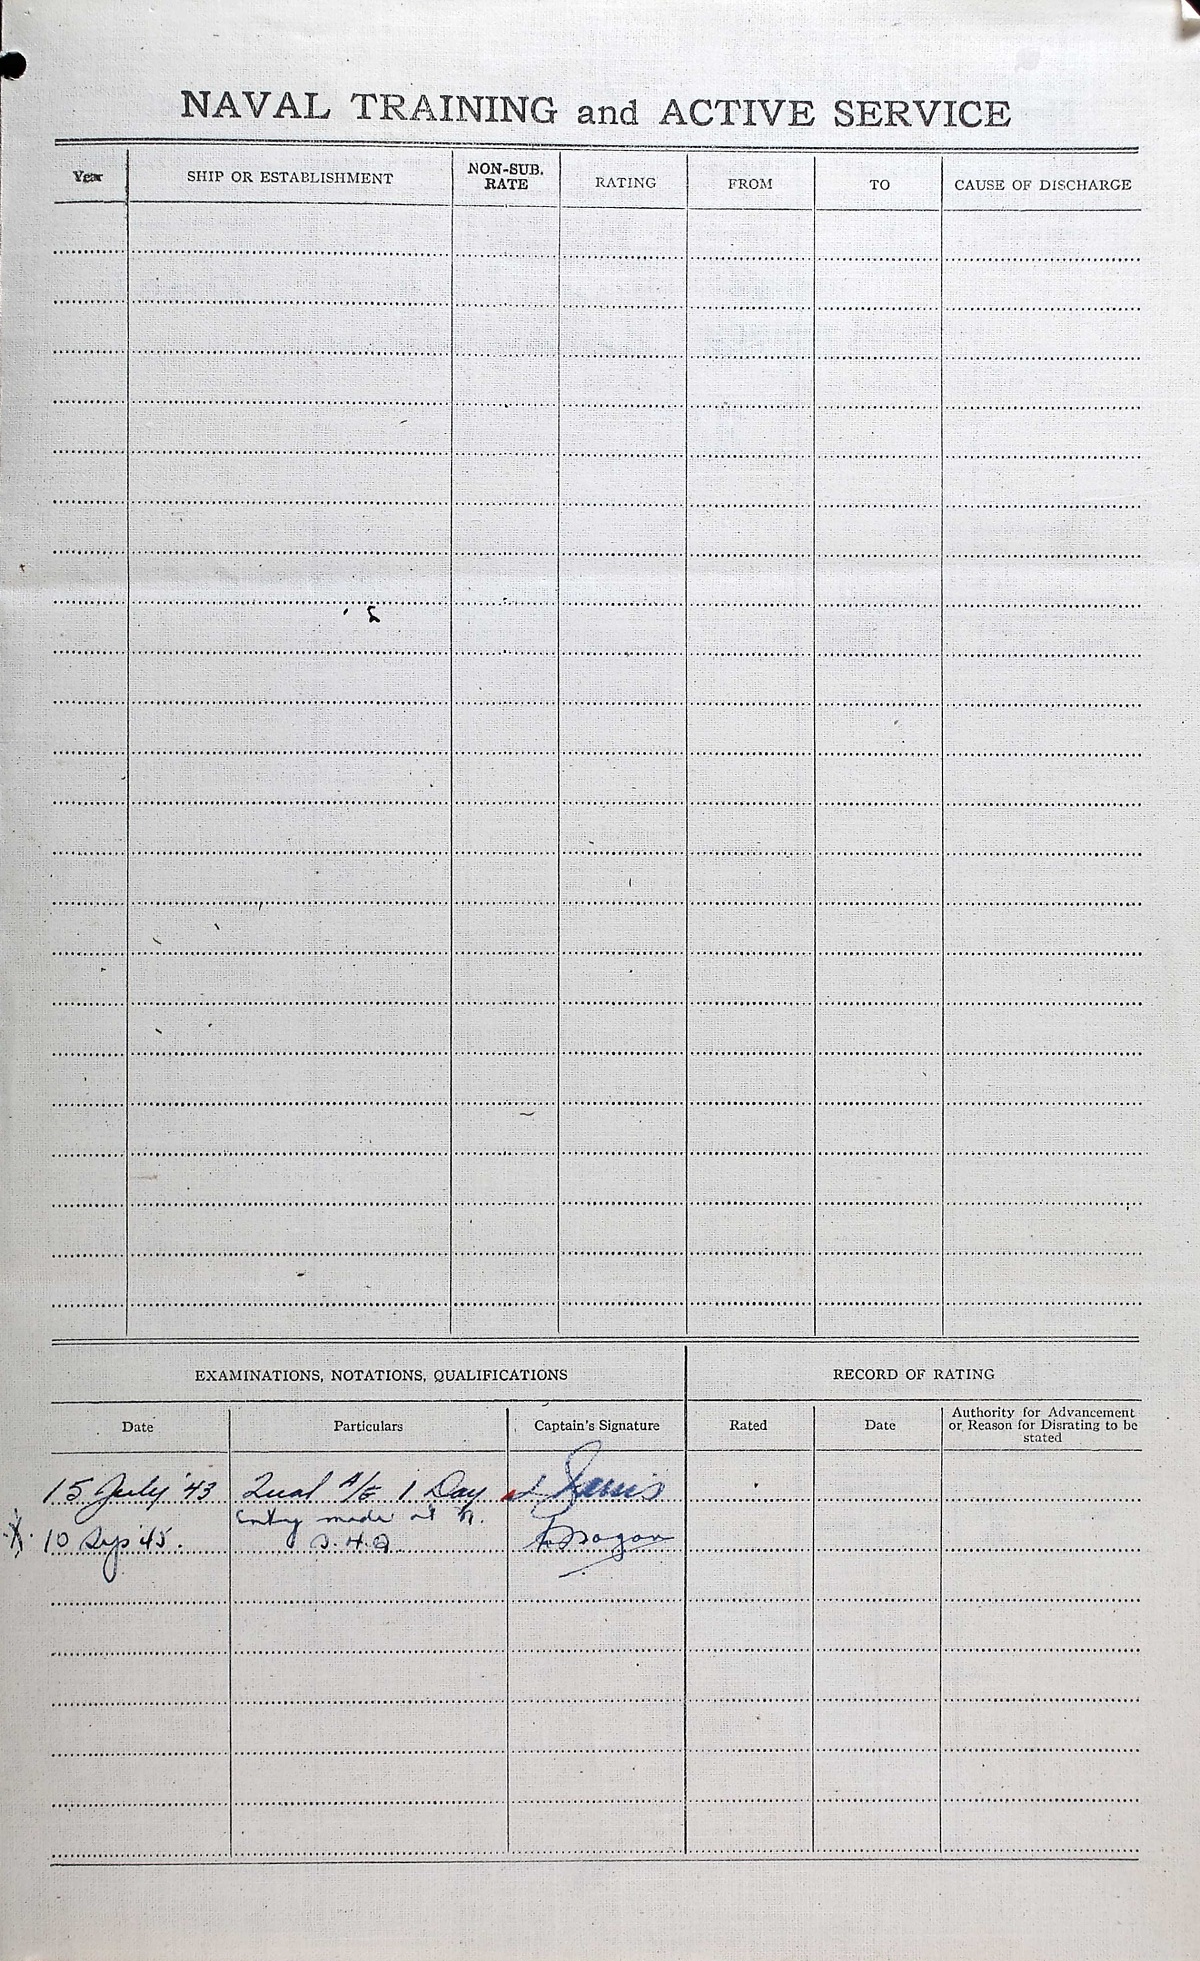 NAVAL TRAINING and ACTIVE SERVICE
Year SHIP OR ESTABLISHMENT NON-SUB. RATE RATING FROM TO CAUSE OF DISCHARGE
EXAMINATIONS, NOTATIONS, QUALIFICATIONS RECORD OF RATING
Date Particulars Captain's Signature Rated Date Authority for Advancement
or Reason for Disrating to be
stated
15 July '43 Qual A/G 1 Day
Entry made at N.
10 Sep '45. S.H.Q.